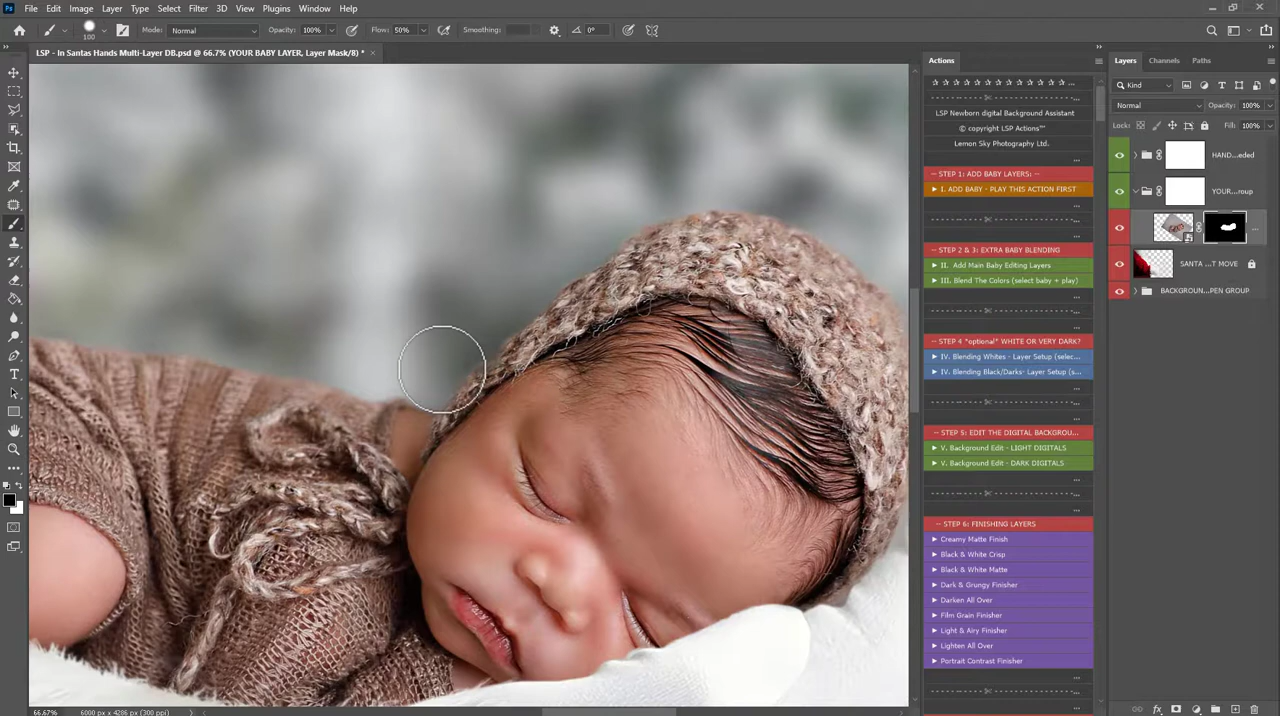 Ps File Edit Image Layer Type Select Filter 3D View Plugins Window Help
100 Mode: Normal Opacity: 100% Flow: 50% Smoothing: 0°
LSP - In Santas Hands Multi-Layer DB.psd @ 66.7% (YOUR BABY LAYER, Layer Mask/8) *
Actions
LSP Newborn digital Background Assistant
© copyright LSP Actions™
Lemon Sky Photography Ltd.
...
-- STEP 1: ADD BABY LAYERS: --
I. ADD BABY - PLAY THIS ACTION FIRST
...
-- STEP 2 & 3: EXTRA BABY BLENDING
II. Add Main Baby Editing Layers
III. Blend The Colors (select baby + play)
...
-- STEP 4 *optional* WHITE OR VERY DARK?
IV. Blending Whites - Layer Setup (selec...
IV. Blending Black/Darks- Layer Setup (s...
...
-- STEP 5: EDIT THE DIGITAL BACKGROU...
V. Background Edit - LIGHT DIGITALS
V. Background Edit - DARK DIGITALS
...
-- STEP 6: FINISHING LAYERS
Creamy Matte Finish
Black & White Crisp
Black & White Matte
Dark & Grungy Finisher
Darken All Over
Film Grain Finisher
Light & Airy Finisher
Lighten All Over
Portrait Contrast Finisher
...
Layers Channels Paths
Kind
Normal Opacity: 100%
Lock: Fill: 100%
HAND...eded
YOUR...roup
...
SANTA ...T MOVE
BACKGROUN...PEN GROUP
66.67% 6000 px x 4286 px (300 ppi)